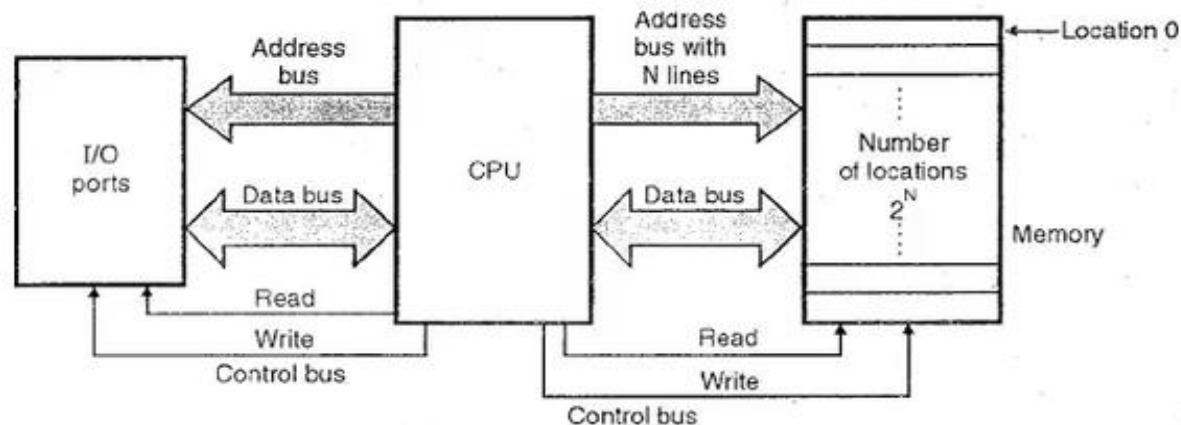 Address
bus
Address
bus with
N lines
Location 0
I/O
ports
CPU
Number
of locations
2^N
Data bus
Data bus
Memory
Read
Write
Control bus
Read
Write
Control bus